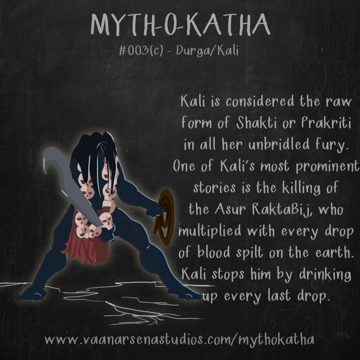 MYTH-O-KATHA
#003(c) - Durga/Kali
Kali is considered the raw
form of Shakti or Prakriti
in all her unbridled fury.
One of Kali's most prominent
stories is the killing of
the Asur RaktaBij, who
multiplied with every drop
of blood spilt on the earth.
Kali stops him by drinking
up every last drop.
www.vaanarsenastudios.com/mythokatha